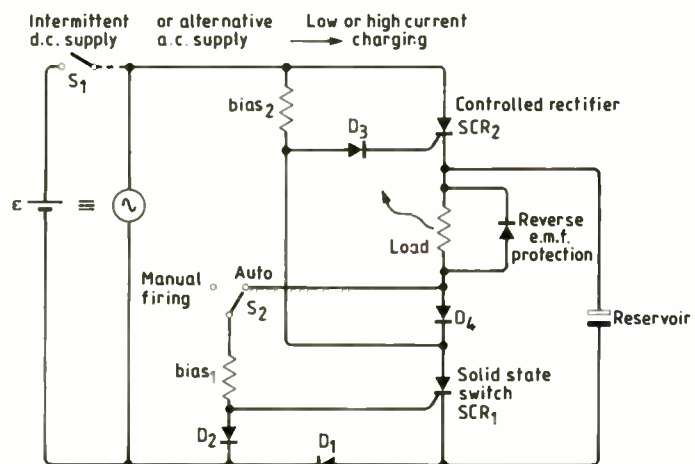 Intermittent or alternative Low or high current
d.c. supply a.c. supply charging
S1
bias2
Controlled rectifier
D3
SCR2
ε
Load
Reverse
e.m.f.
protection
Manual Auto
firing
S2
D4
Reservoir
bias1
Solid state
switch
SCR1
D2
D1